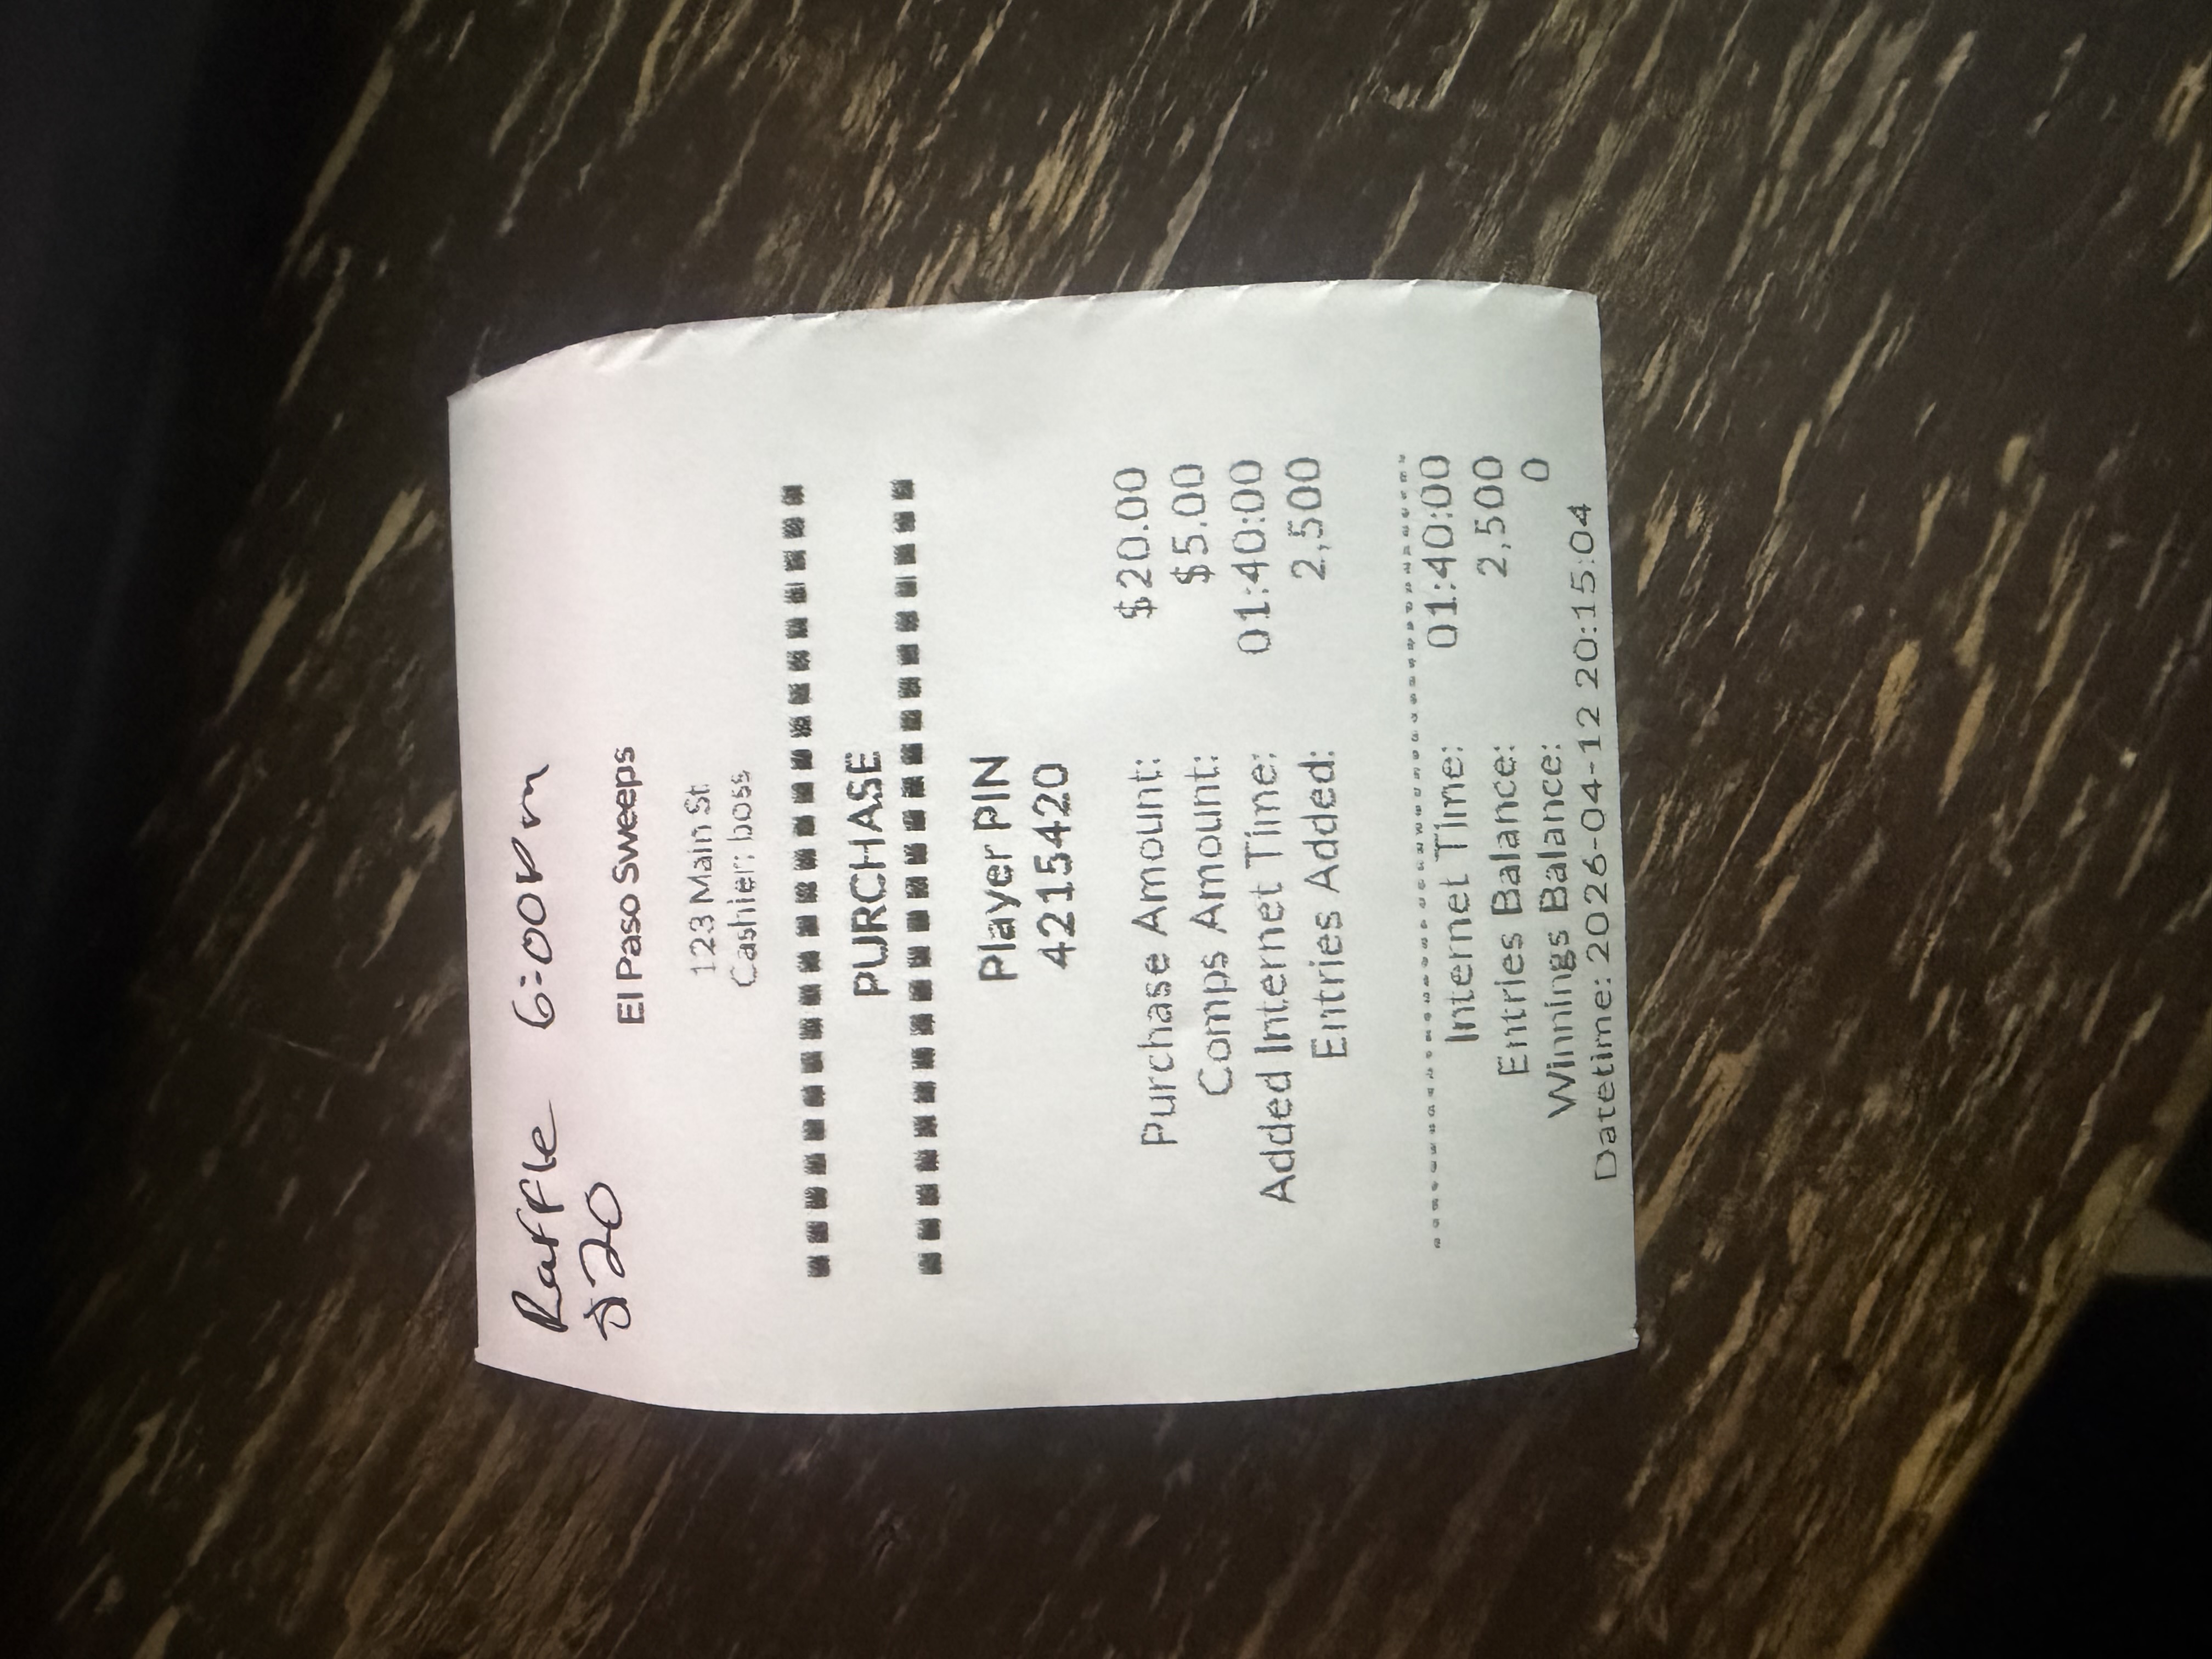 Raffle 6:00pm
$20
El Paso Sweeps
123 Main St
Cashier: boss
PURCHASE
Player PIN
4215420
Purchase Amount: $20.00
Comps Amount: $5.00
Added Internet Time: 01:40:00
Entries Added: 2,500
Internet Time: 01:40:00
Entries Balance: 2,500
Winnings Balance: 0
Datetime: 2026-04-12 20:15:04